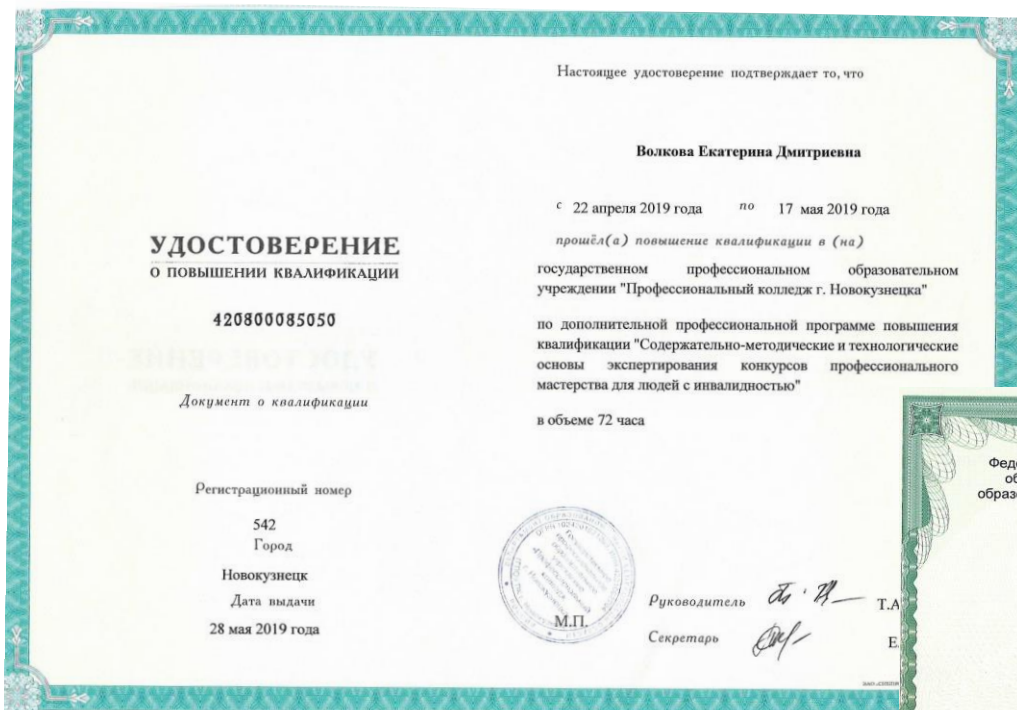 УДОСТОВЕРЕНИЕ
О ПОВЫШЕНИИ КВАЛИФИКАЦИИ
420800085050
Документ о квалификации
Регистрационный номер
542
Город
Новокузнецк
Дата выдачи
28 мая 2019 года
Настоящее удостоверение подтверждает то, что
Волкова Екатерина Дмитриевна
с 22 апреля 2019 года по 17 мая 2019 года
прошёл(а) повышение квалификации в (на)
государственном профессиональном образовательном
учреждении "Профессиональный колледж г. Новокузнецка"
по дополнительной профессиональной программе повышения
квалификации "Содержательно-методические и технологические
основы экспертирования конкурсов профессионального
мастерства для людей с инвалидностью"
в объеме 72 часа
М.П.
Руководитель Т.А
Секретарь Е.
Феде
об
образо